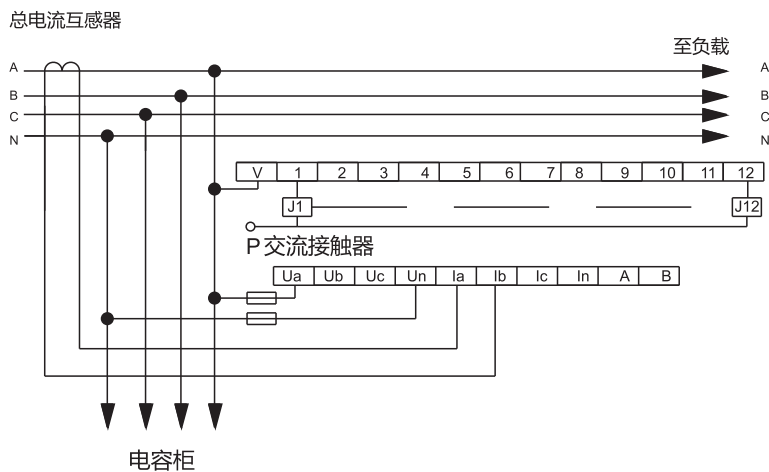 总电流互感器
至负载
A A
B B
C C
N N
V 1 2 3 4 5 6 7 8 9 10 11 12
J1 J12
P 交流接触器
Ua Ub Uc Un Ia Ib Ic In A B
电容柜